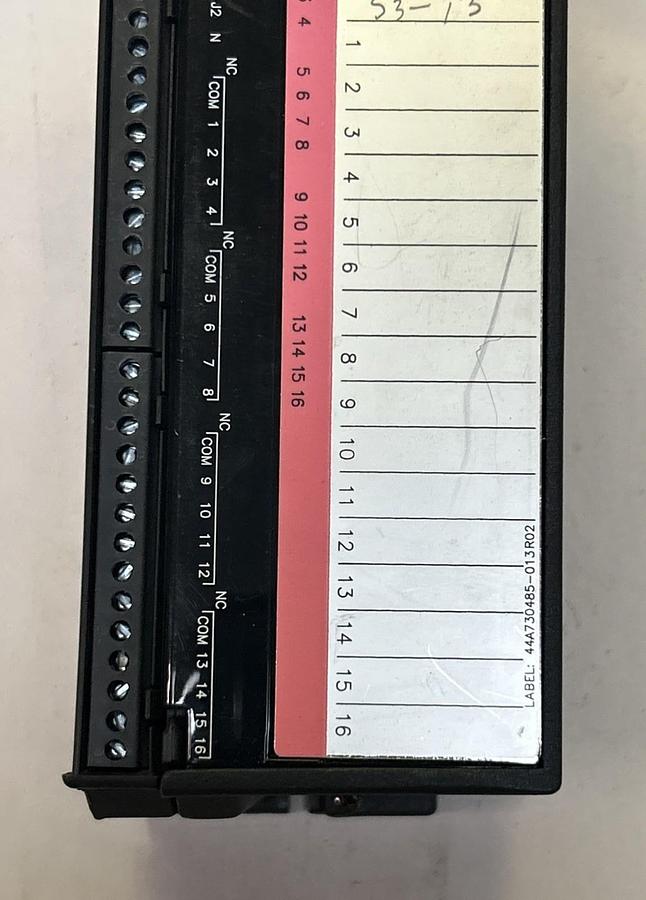 J2 N
NC
COM 1 2 3 4
NC
COM 5 6 7 8
NC
COM 9 10 11 12
NC
COM 13 14 15 16
4
5 6 7 8
9 10 11 12
13 14 15 16
53-15
1
2
3
4
5
6
7
8
9
10
11
12
13
14
15
16
LABEL: 44A730485-013R02